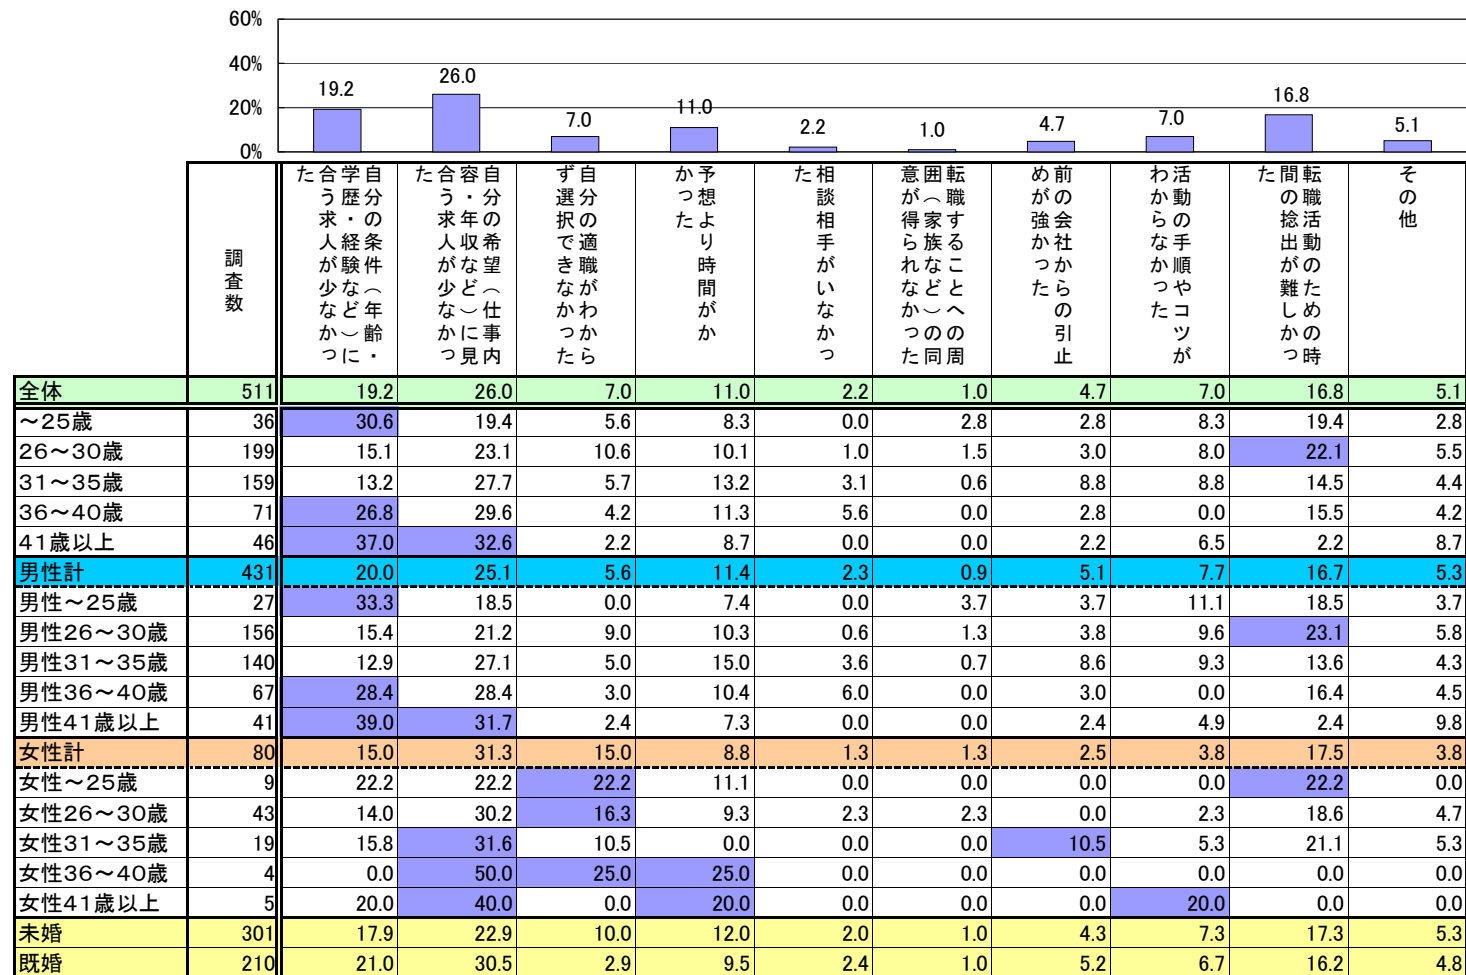 60%
40%
20%
0%
19.2
26.0
7.0
11.0
2.2
1.0
4.7
7.0
16.8
5.1
調査数
自分の条件(年齢・
学歴・経験など)に
合う求人が少なかっ
た
自分の希望(仕事内
容・年収など)に見
合う求人が少なかっ
た
自分の適職がわから
ず選択できなかった
予想より時間がか
かった
相談相手がいなかっ
た
転職することへの周
囲(家族など)の同
意が得られなかった
前の会社からの引止
めが強かった
活動の手順やコツが
わからなかった
転職活動のための時
間の捻出が難しかっ
た
その他
全体 511 19.2 26.0 7.0 11.0 2.2 1.0 4.7 7.0 16.8 5.1
~25歳 36 30.6 19.4 5.6 8.3 0.0 2.8 2.8 8.3 19.4 2.8
26~30歳 199 15.1 23.1 10.6 10.1 1.0 1.5 3.0 8.0 22.1 5.5
31~35歳 159 13.2 27.7 5.7 13.2 3.1 0.6 8.8 8.8 14.5 4.4
36~40歳 71 26.8 29.6 4.2 11.3 5.6 0.0 2.8 0.0 15.5 4.2
41歳以上 46 37.0 32.6 2.2 8.7 0.0 0.0 2.2 6.5 2.2 8.7
男性計 431 20.0 25.1 5.6 11.4 2.3 0.9 5.1 7.7 16.7 5.3
男性~25歳 27 33.3 18.5 0.0 7.4 0.0 3.7 3.7 11.1 18.5 3.7
男性26~30歳 156 15.4 21.2 9.0 10.3 0.6 1.3 3.8 9.6 23.1 5.8
男性31~35歳 140 12.9 27.1 5.0 15.0 3.6 0.7 8.6 9.3 13.6 4.3
男性36~40歳 67 28.4 28.4 3.0 10.4 6.0 0.0 3.0 0.0 16.4 4.5
男性41歳以上 41 39.0 31.7 2.4 7.3 0.0 0.0 2.4 4.9 2.4 9.8
女性計 80 15.0 31.3 15.0 8.8 1.3 1.3 2.5 3.8 17.5 3.8
女性~25歳 9 22.2 22.2 22.2 11.1 0.0 0.0 0.0 0.0 22.2 0.0
女性26~30歳 43 14.0 30.2 16.3 9.3 2.3 2.3 0.0 2.3 18.6 4.7
女性31~35歳 19 15.8 31.6 10.5 0.0 0.0 0.0 10.5 5.3 21.1 5.3
女性36~40歳 4 0.0 50.0 25.0 25.0 0.0 0.0 0.0 0.0 0.0 0.0
女性41歳以上 5 20.0 40.0 0.0 20.0 0.0 0.0 0.0 20.0 0.0 0.0
未婚 301 17.9 22.9 10.0 12.0 2.0 1.0 4.3 7.3 17.3 5.3
既婚 210 21.0 30.5 2.9 9.5 2.4 1.0 5.2 6.7 16.2 4.8